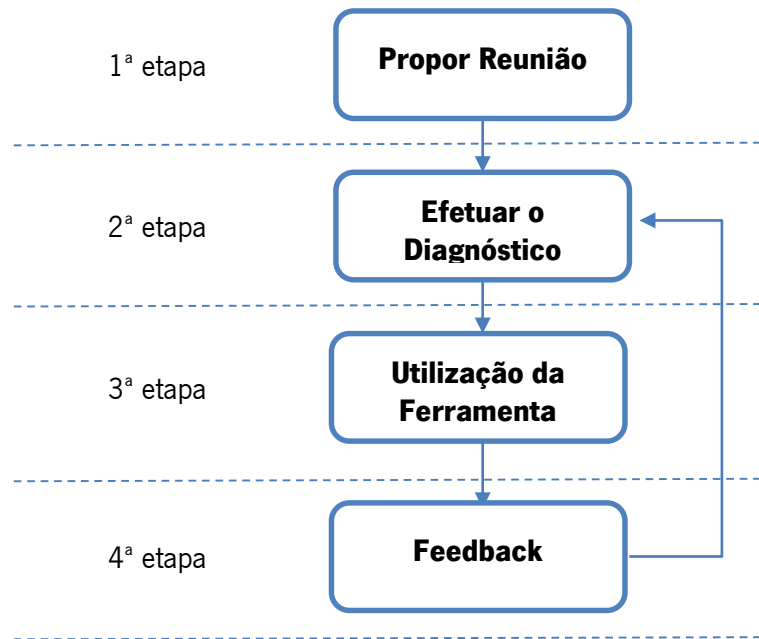 1ª etapa
Propor Reunião
2ª etapa
Efetuar o
Diagnóstico
3ª etapa
Utilização da
Ferramenta
4ª etapa
Feedback